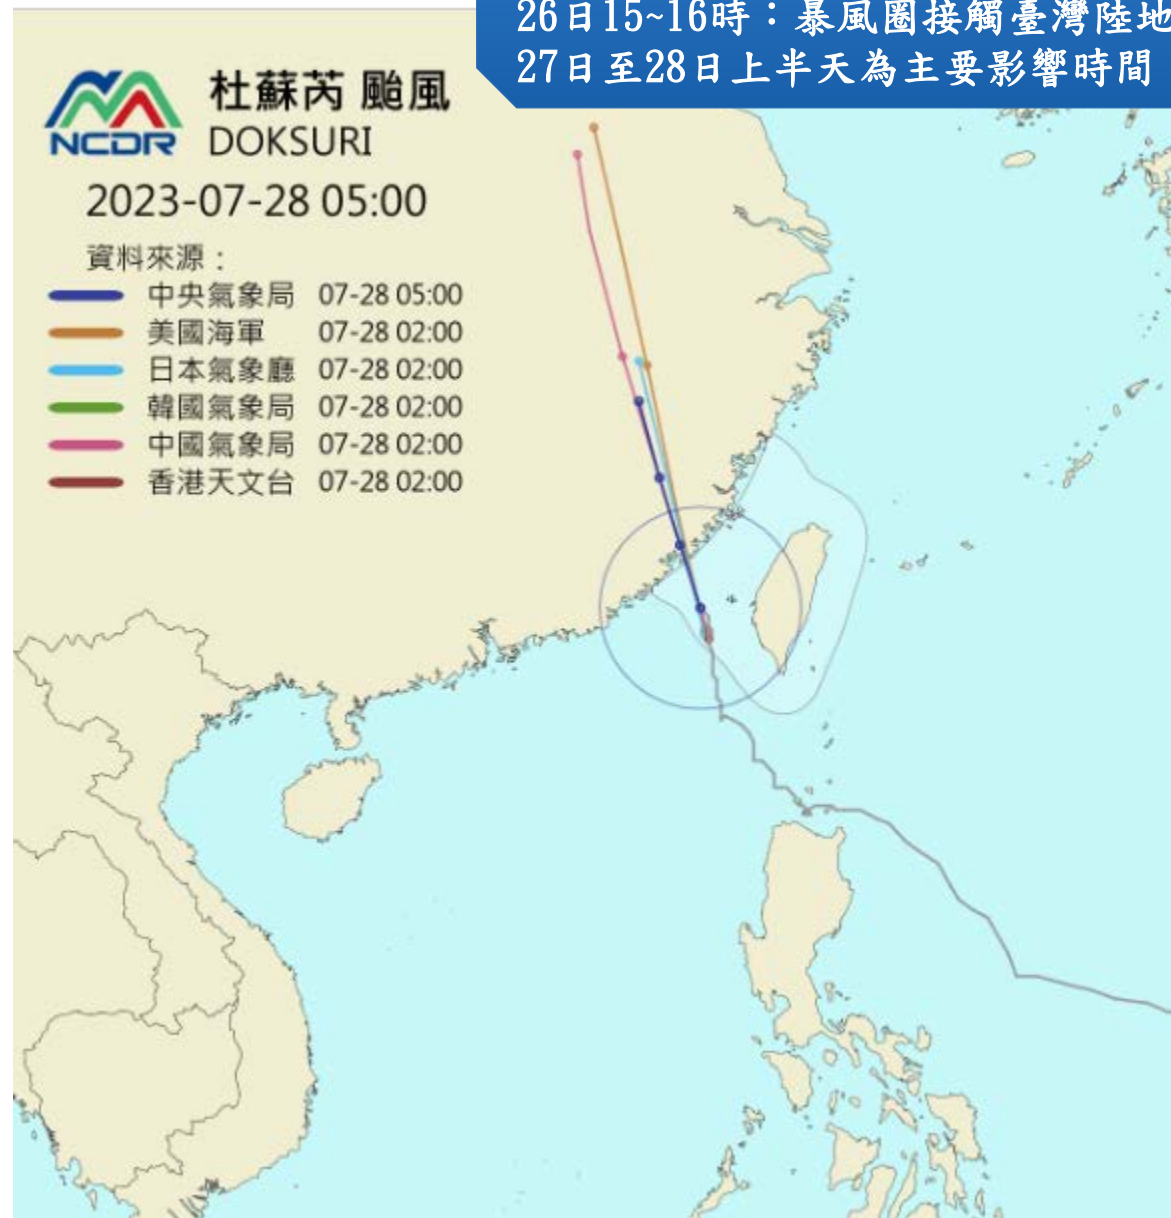 26日15~16時：暴風圈接觸臺灣陸地
27日至28日上半天為主要影響時間
NCDR
杜蘇芮 颱風
DOKSURI
2023-07-28 05:00
資料來源：
中央氣象局 07-28 05:00
美國海軍 07-28 02:00
日本氣象廳 07-28 02:00
韓國氣象局 07-28 02:00
中國氣象局 07-28 02:00
香港天文台 07-28 02:00